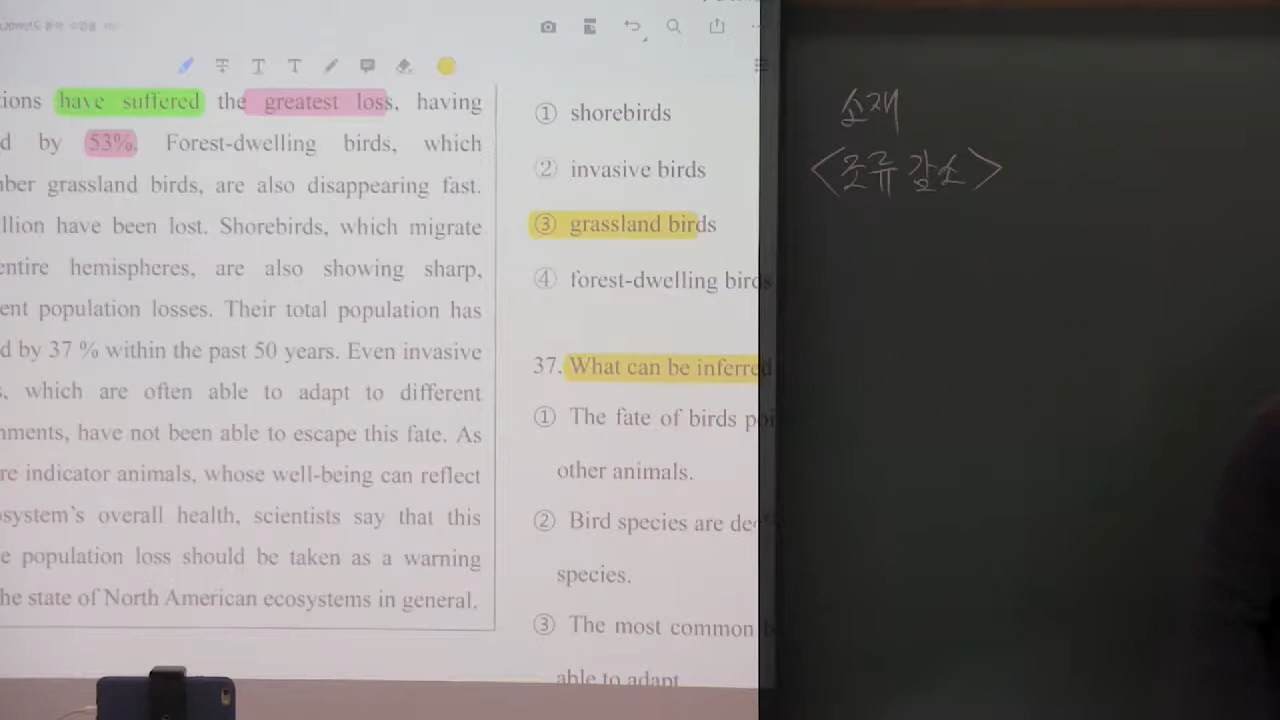 tions have suffered the greatest loss, having
d by 53%. Forest-dwelling birds, which
ber grassland birds, are also disappearing fast.
llion have been lost. Shorebirds, which migrate
entire hemispheres, are also showing sharp,
ent population losses. Their total population has
d by 37 % within the past 50 years. Even invasive
s, which are often able to adapt to different
nments, have not been able to escape this fate. As
re indicator animals, whose well-being can reflect
system's overall health, scientists say that this
e population loss should be taken as a warning
he state of North American ecosystems in general.
① shorebirds
② invasive birds
③ grassland birds
④ forest-dwelling birds
37. What can be inferred
① The fate of birds poi
other animals.
② Bird species are dec
species.
③ The most common b
able to adapt
소재
<조류 감소>